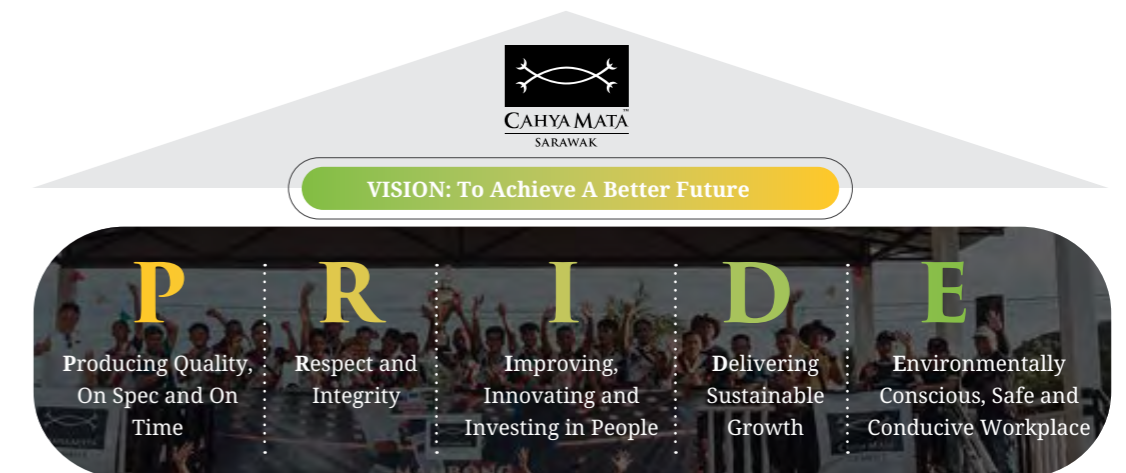 CAHYA MATA™
SARAWAK
VISION: To Achieve A Better Future
P R I D E
Producing Quality,
On Spec and On
Time
Respect and
Integrity
Improving,
Innovating and
Investing in People
Delivering
Sustainable
Growth
Environmentally
Conscious, Safe and
Conducive Workplace